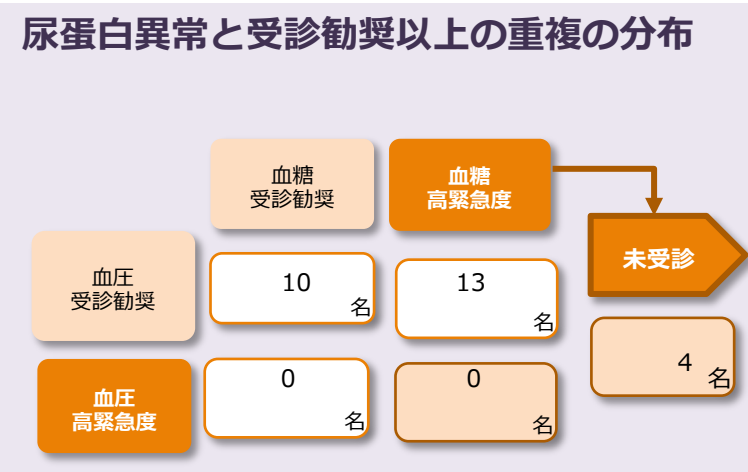 尿蛋白異常と受診勧奨以上の重複の分布
血糖
受診勧奨
血糖
高緊急度
未受診
血圧
受診勧奨
10
名
13
名
4
名
血圧
高緊急度
0
名
0
名